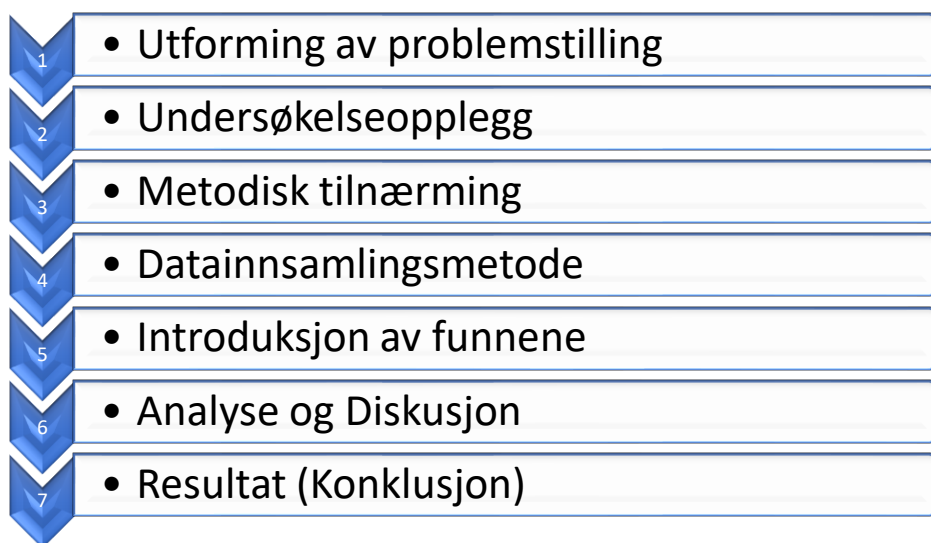 1 • Utforming av problemstilling
2 • Undersøkelseopplegg
3 • Metodisk tilnærming
4 • Datainnsamlingsmetode
5 • Introduksjon av funnene
6 • Analyse og Diskusjon
7 • Resultat (Konklusjon)